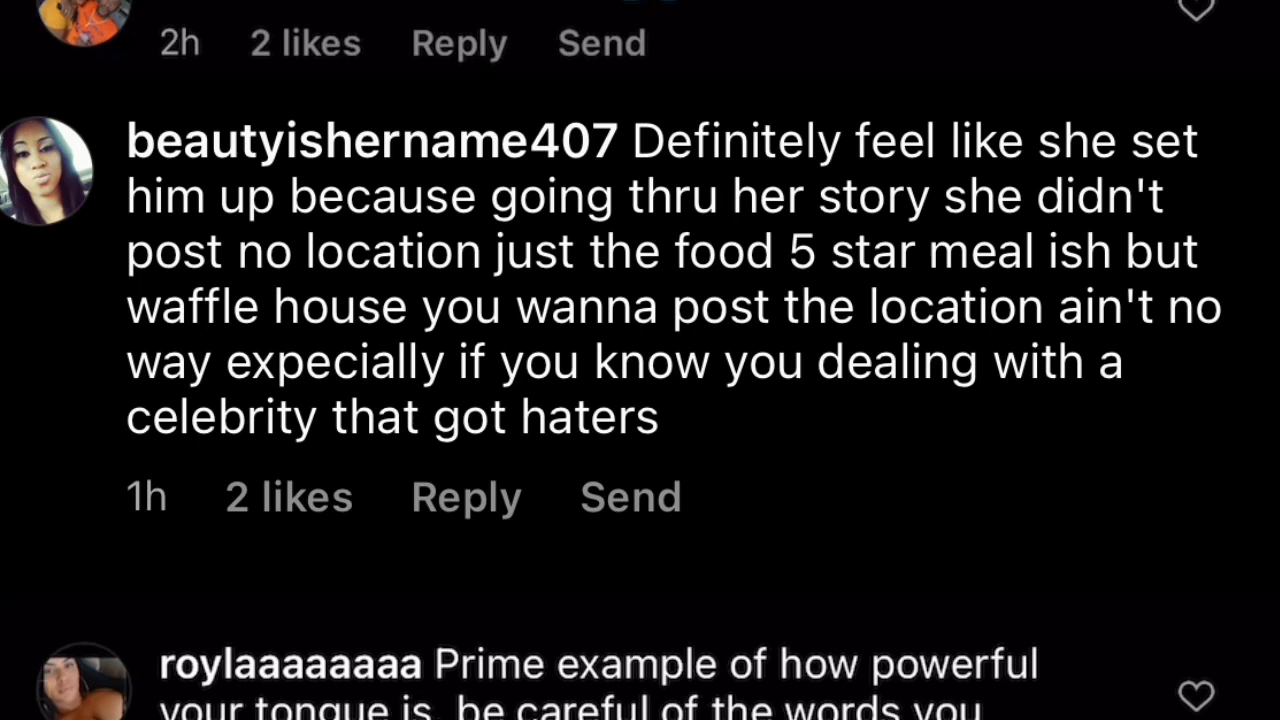 2h 2 likes Reply Send
beautyishername407 Definitely feel like she set
him up because going thru her story she didn't
post no location just the food 5 star meal ish but
waffle house you wanna post the location ain't no
way expecially if you know you dealing with a
celebrity that got haters
1h 2 likes Reply Send
roylaaaaaaaa Prime example of how powerful
your tongue is, be careful of the words you